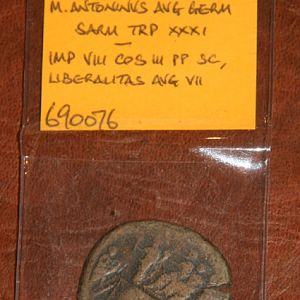 M. ANTONINVS AVG GERM
SARM TRP XXXI
—
IMP VIII COS III PP SC,
LIBERALITAS AVG VII
690076